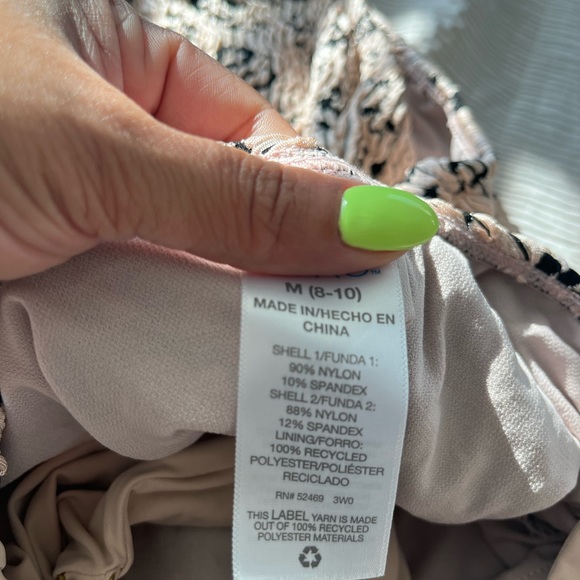 M (8-10)
MADE IN/HECHO EN
CHINA
SHELL 1/FUNDA 1:
90% NYLON
10% SPANDEX
SHELL 2/FUNDA 2:
88% NYLON
12% SPANDEX
LINING/FORRO:
100% RECYCLED
POLYESTER/POLIÉSTER
RECICLADO
RN# 52469 3W0
THIS LABEL YARN IS MADE
OUT OF 100% RECYCLED
POLYESTER MATERIALS